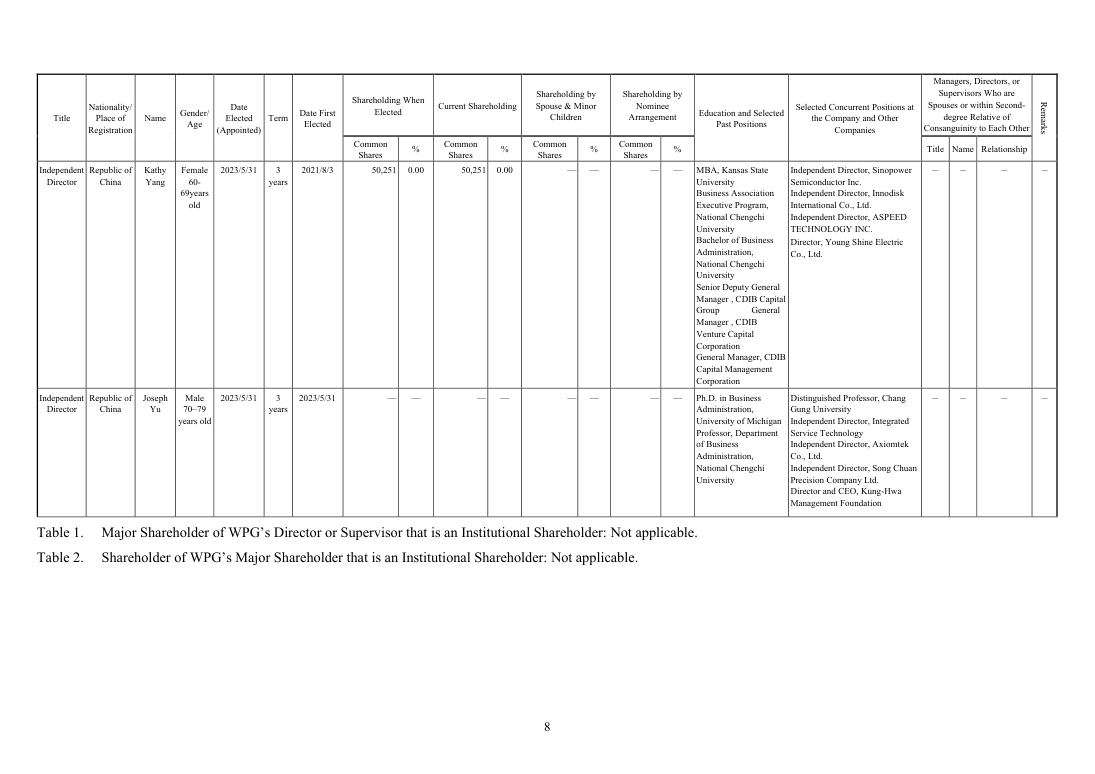 Title
Nationality/
Place of
Registration
Name
Gender/
Age
Date
Elected
(Appointed)
Term
Date First
Elected
Shareholding When
Elected
Current Shareholding
Shareholding by
Spouse & Minor
Children
Shareholding by
Nominee
Arrangement
Education and Selected
Past Positions
Selected Concurrent Positions at
the Company and Other
Companies
Managers, Directors, or
Supervisors Who are
Spouses or within Second-
degree Relative of
Consanguinity to Each Other
Remarks
Common
Shares
%
Common
Shares
%
Common
Shares
%
Common
Shares
%
Title
Name
Relationship
Independent
Director
Republic of
China
Kathy
Yang
Female
60-
69years
old
2023/5/31
3
years
2021/8/3
50,251
0.00
50,251
0.00
—
—
—
—
MBA, Kansas State
University
Business Association
Executive Program,
National Chengchi
University
Bachelor of Business
Administration,
National Chengchi
University
Senior Deputy General
Manager , CDIB Capital
Group General
Manager , CDIB
Venture Capital
Corporation
General Manager, CDIB
Capital Management
Corporation
Independent Director, Sinopower
Semiconductor Inc.
Independent Director, Innodisk
International Co., Ltd.
Independent Director, ASPEED
TECHNOLOGY INC.
Director, Young Shine Electric
Co., Ltd.
—
—
—
—
Independent
Director
Republic of
China
Joseph
Yu
Male
70–79
years old
2023/5/31
3
years
2023/5/31
—
—
—
—
—
—
—
—
Ph.D. in Business
Administration,
University of Michigan
Professor, Department
of Business
Administration,
National Chengchi
University
Distinguished Professor, Chang
Gung University
Independent Director, Integrated
Service Technology
Independent Director, Axiomtek
Co., Ltd.
Independent Director, Song Chuan
Precision Company Ltd.
Director and CEO, Kung-Hwa
Management Foundation
—
—
—
—
Table 1. Major Shareholder of WPG’s Director or Supervisor that is an Institutional Shareholder: Not applicable.
Table 2. Shareholder of WPG’s Major Shareholder that is an Institutional Shareholder: Not applicable.
8